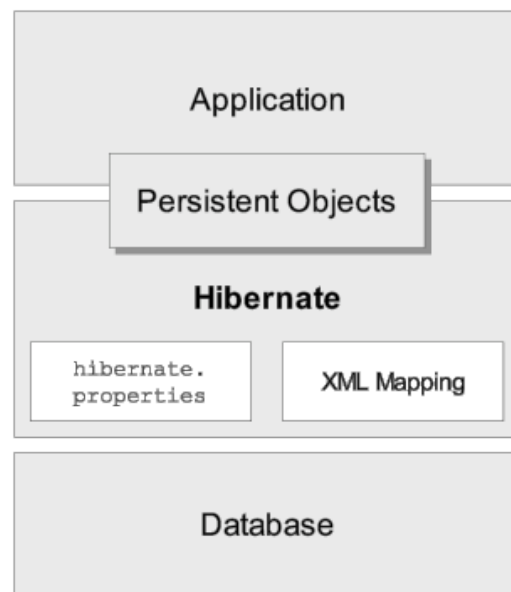 Application
Persistent Objects
Hibernate
hibernate.
properties
XML Mapping
Database